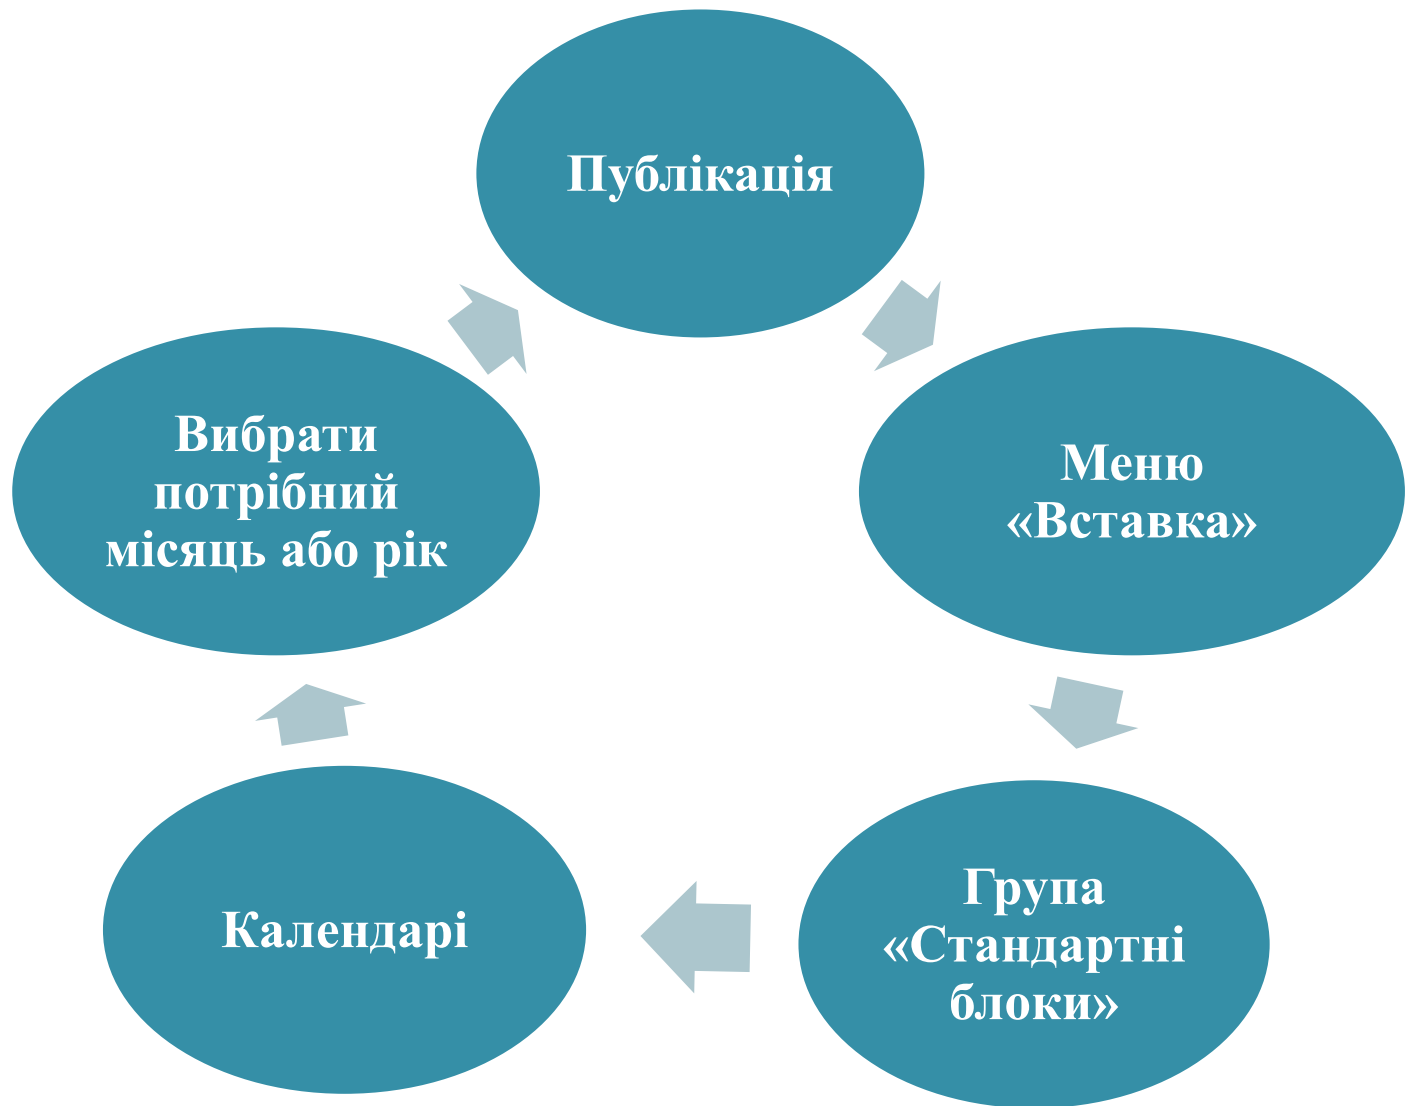 Публікація
Меню
«Вставка»
Група
«Стандартні
блоки»
Календарі
Вибрати
потрібний
місяць або рік